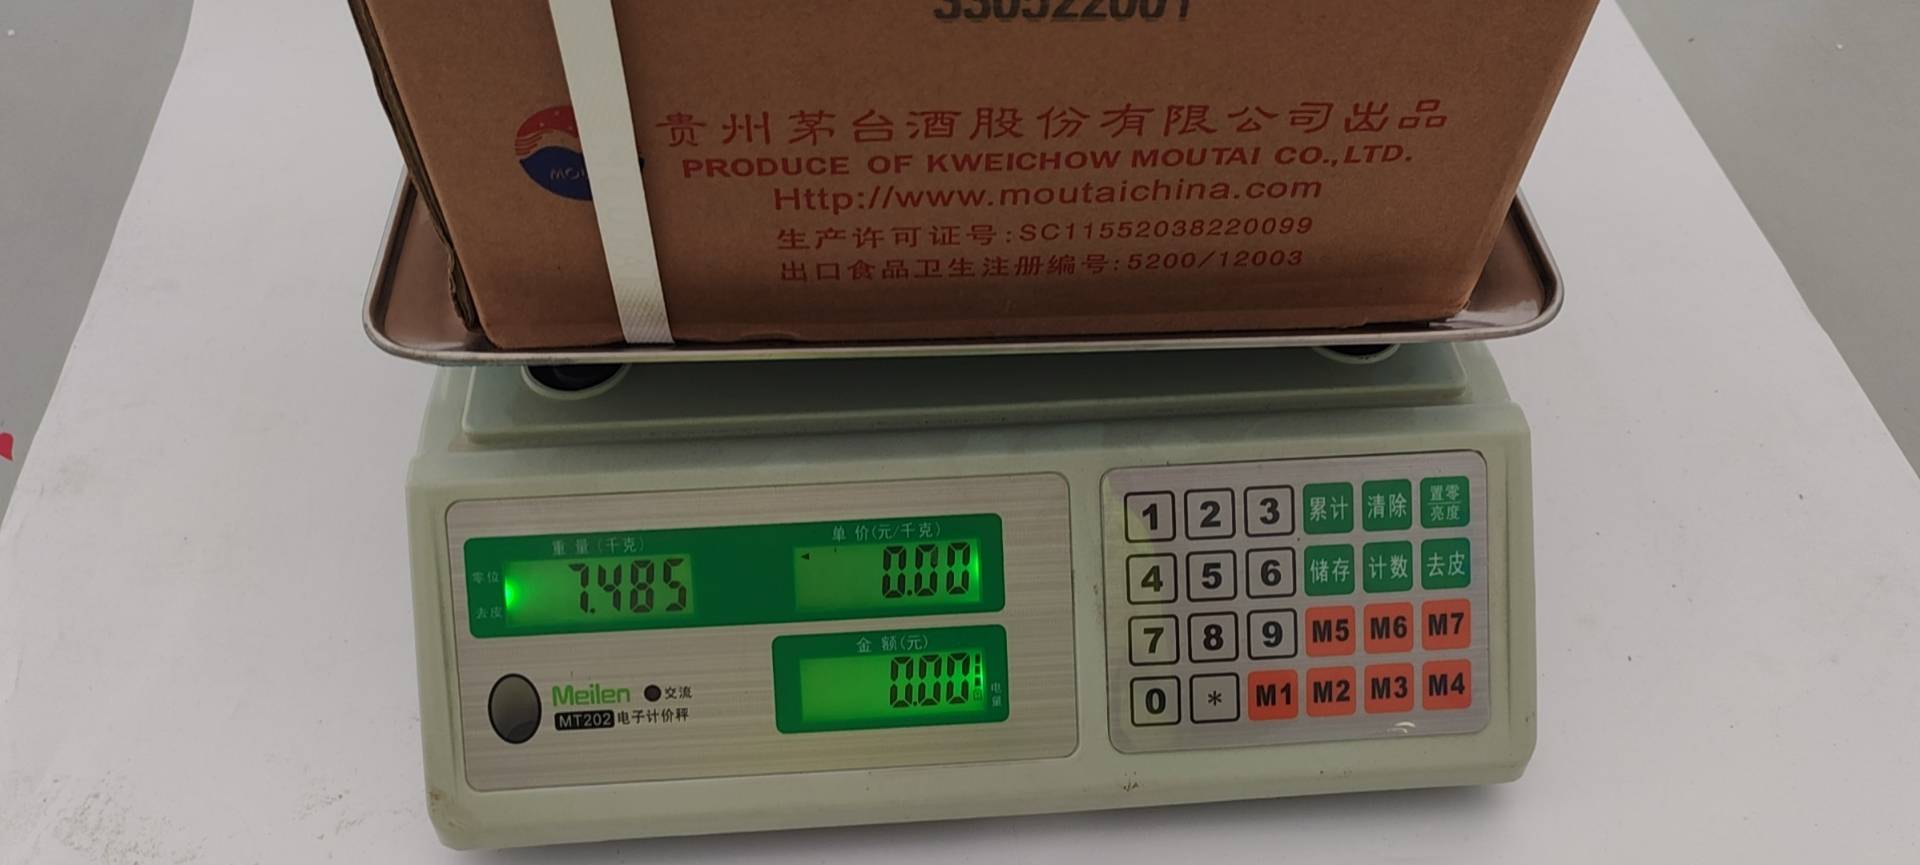 330522001
贵州茅台酒股份有限公司出品
PRODUCE OF KWEICHOW MOUTAI CO.,LTD.
Http://www.moutaichina.com
生产许可证号:SC11552038220099
出口食品卫生注册编号:5200/12003
重量(千克)
零位
去皮
7.485
单价(元/千克)
0.00
金额(元)
0.00
电量
Meilen 交流
MT202 电子计价秤
1 2 3 累计 清除 置零 亮度
4 5 6 储存 计数 去皮
7 8 9 M5 M6 M7
0 * M1 M2 M3 M4